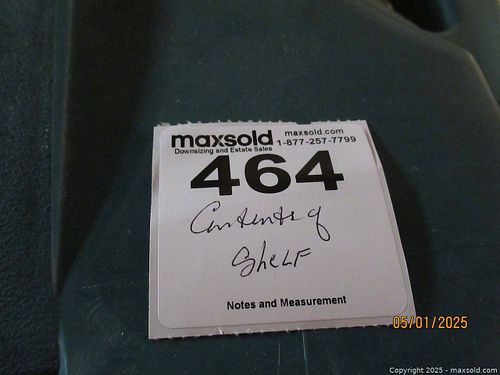 maxsold maxsold.com
Downsizing and Estate Sales 1-877-257-7799
464
Contents of
Shelf
Notes and Measurement
05/01/2025
Copyright 2025 - maxsold.com